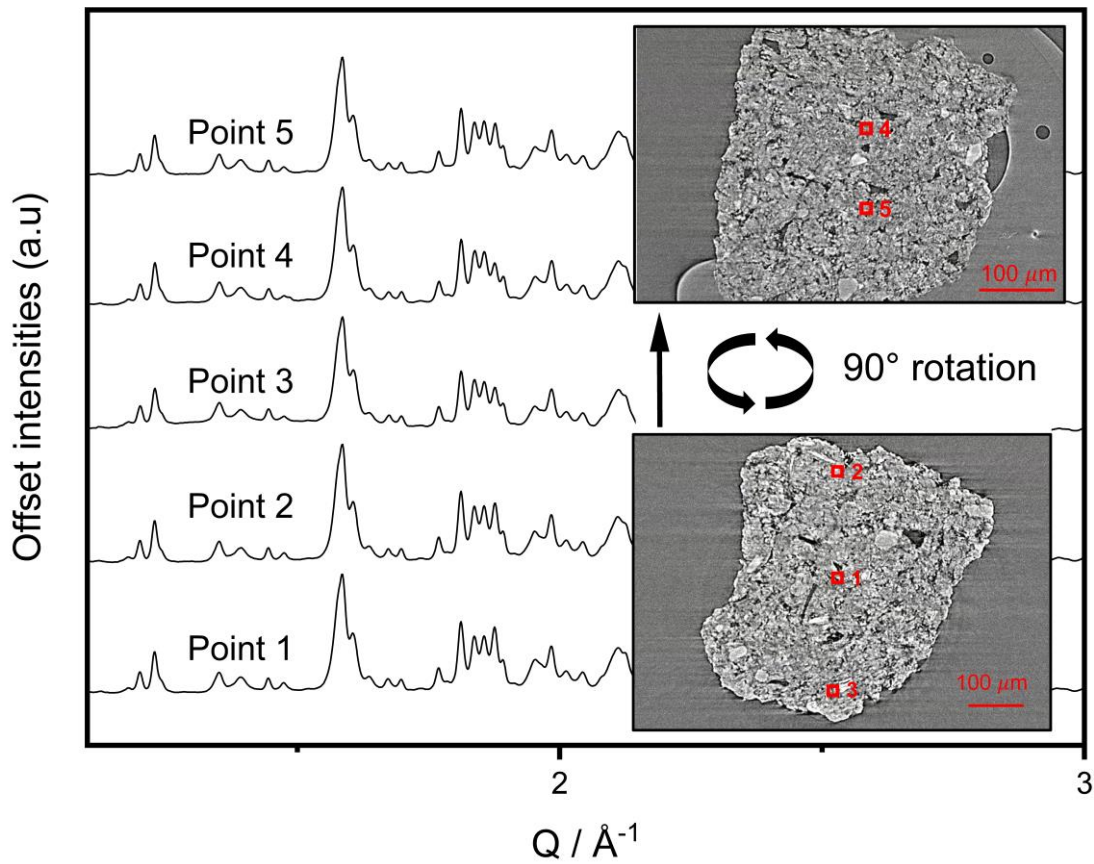 Offset intensities (a.u)
Point 5
Point 4
Point 3
Point 2
Point 1
4
5
100 μm
90° rotation
2
1
3
100 μm
2
3
Q / Å⁻¹